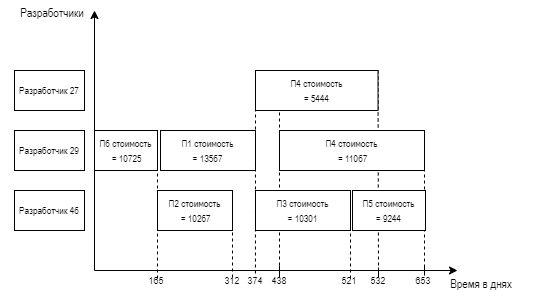 Разработчики
Разработчик 27
П4 стоимость
= 5444
Разработчик 29
П6 стоимость
= 10725
П1 стоимость
= 13567
П4 стоимость
= 11067
Разработчик 46
П2 стоимость
= 10267
П3 стоимость
= 10301
П5 стоимость
= 9244
165 312 374 438 521 532 653
Время в днях